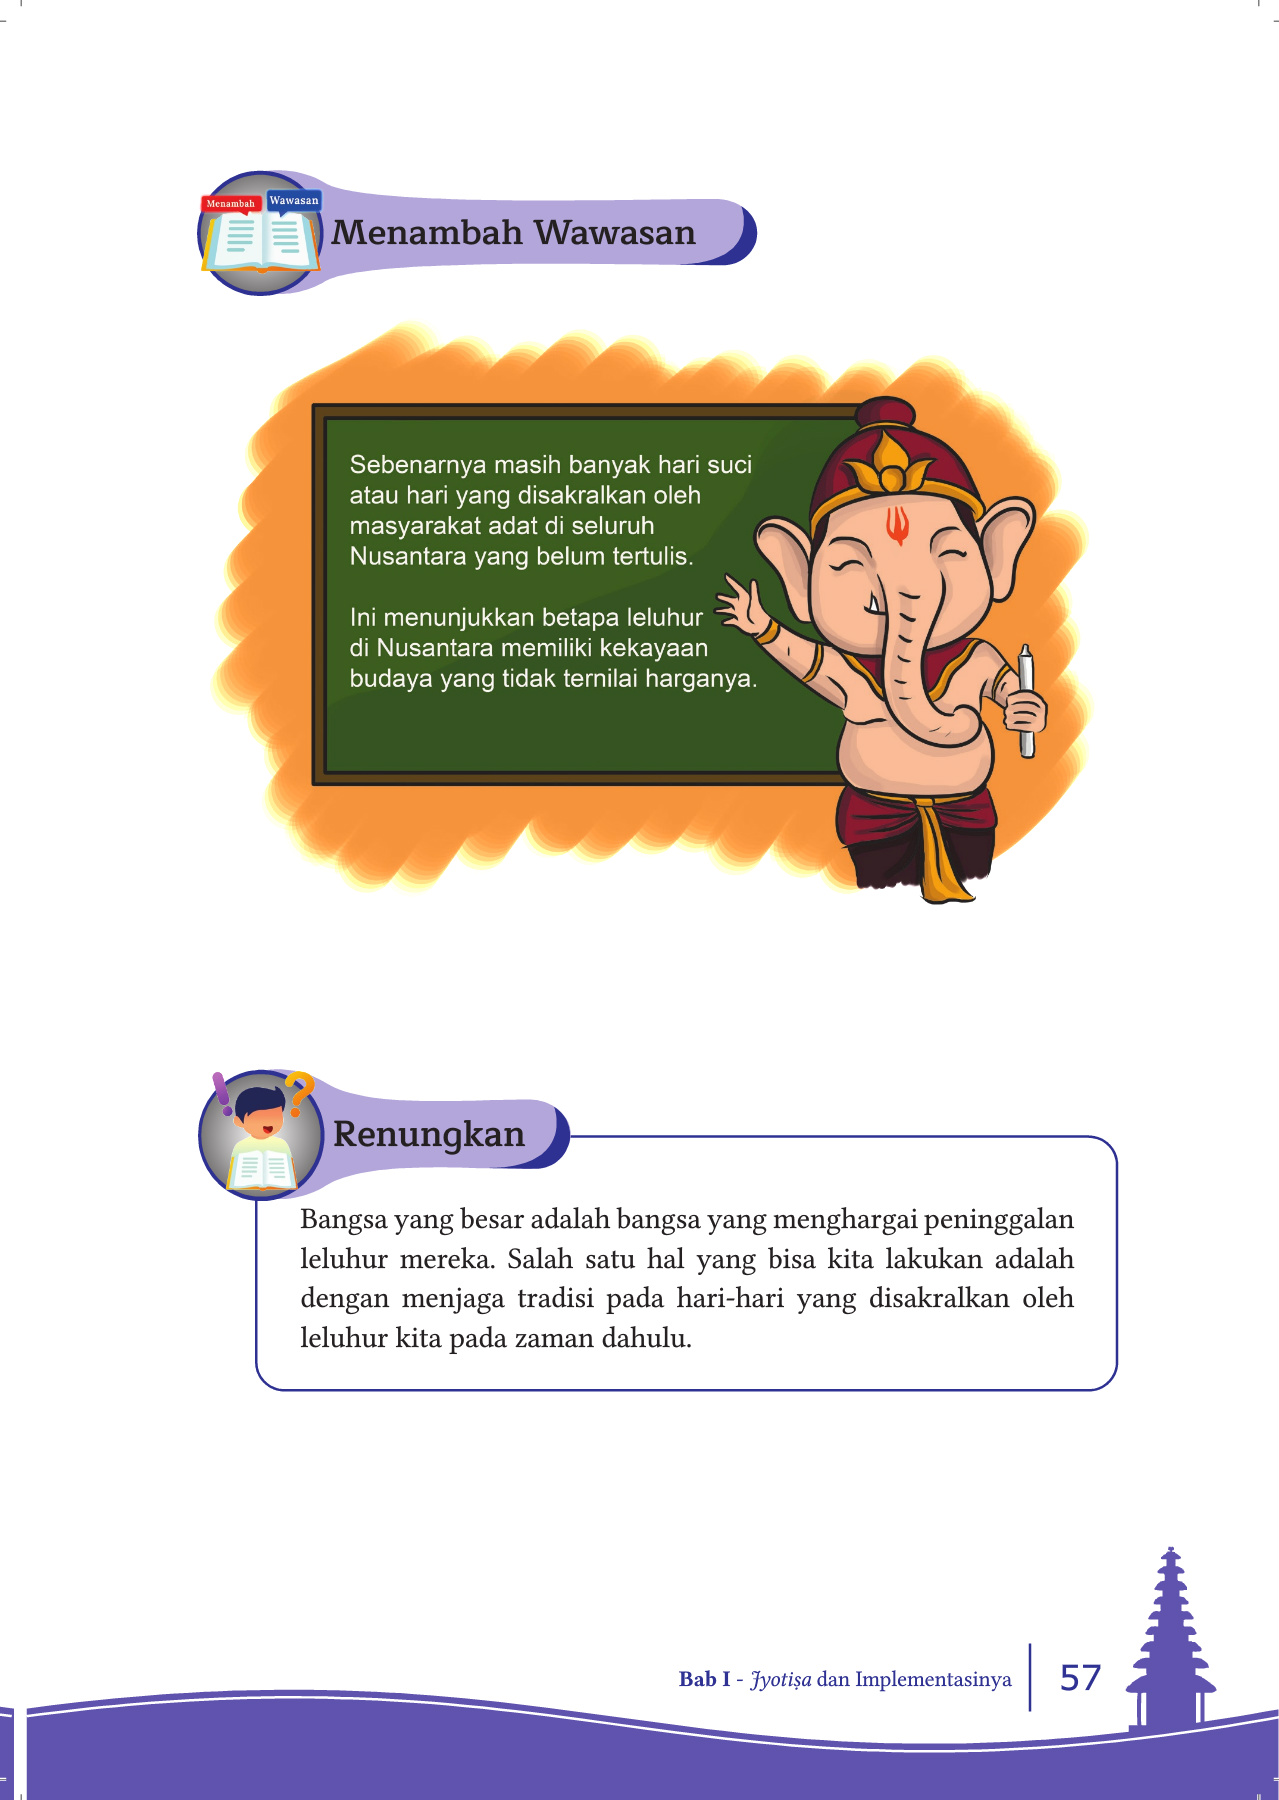 Menambah
Wawasan
Menambah Wawasan
Sebenarnya masih banyak hari suci
atau hari yang disakralkan oleh
masyarakat adat di seluruh
Nusantara yang belum tertulis.
Ini menunjukkan betapa leluhur
di Nusantara memiliki kekayaan
budaya yang tidak ternilai harganya.
Renungkan
Bangsa yang besar adalah bangsa yang menghargai peninggalan
leluhur mereka. Salah satu hal yang bisa kita lakukan adalah
dengan menjaga tradisi pada hari-hari yang disakralkan oleh
leluhur kita pada zaman dahulu.
Bab I - Jyotiṣa dan Implementasinya
57